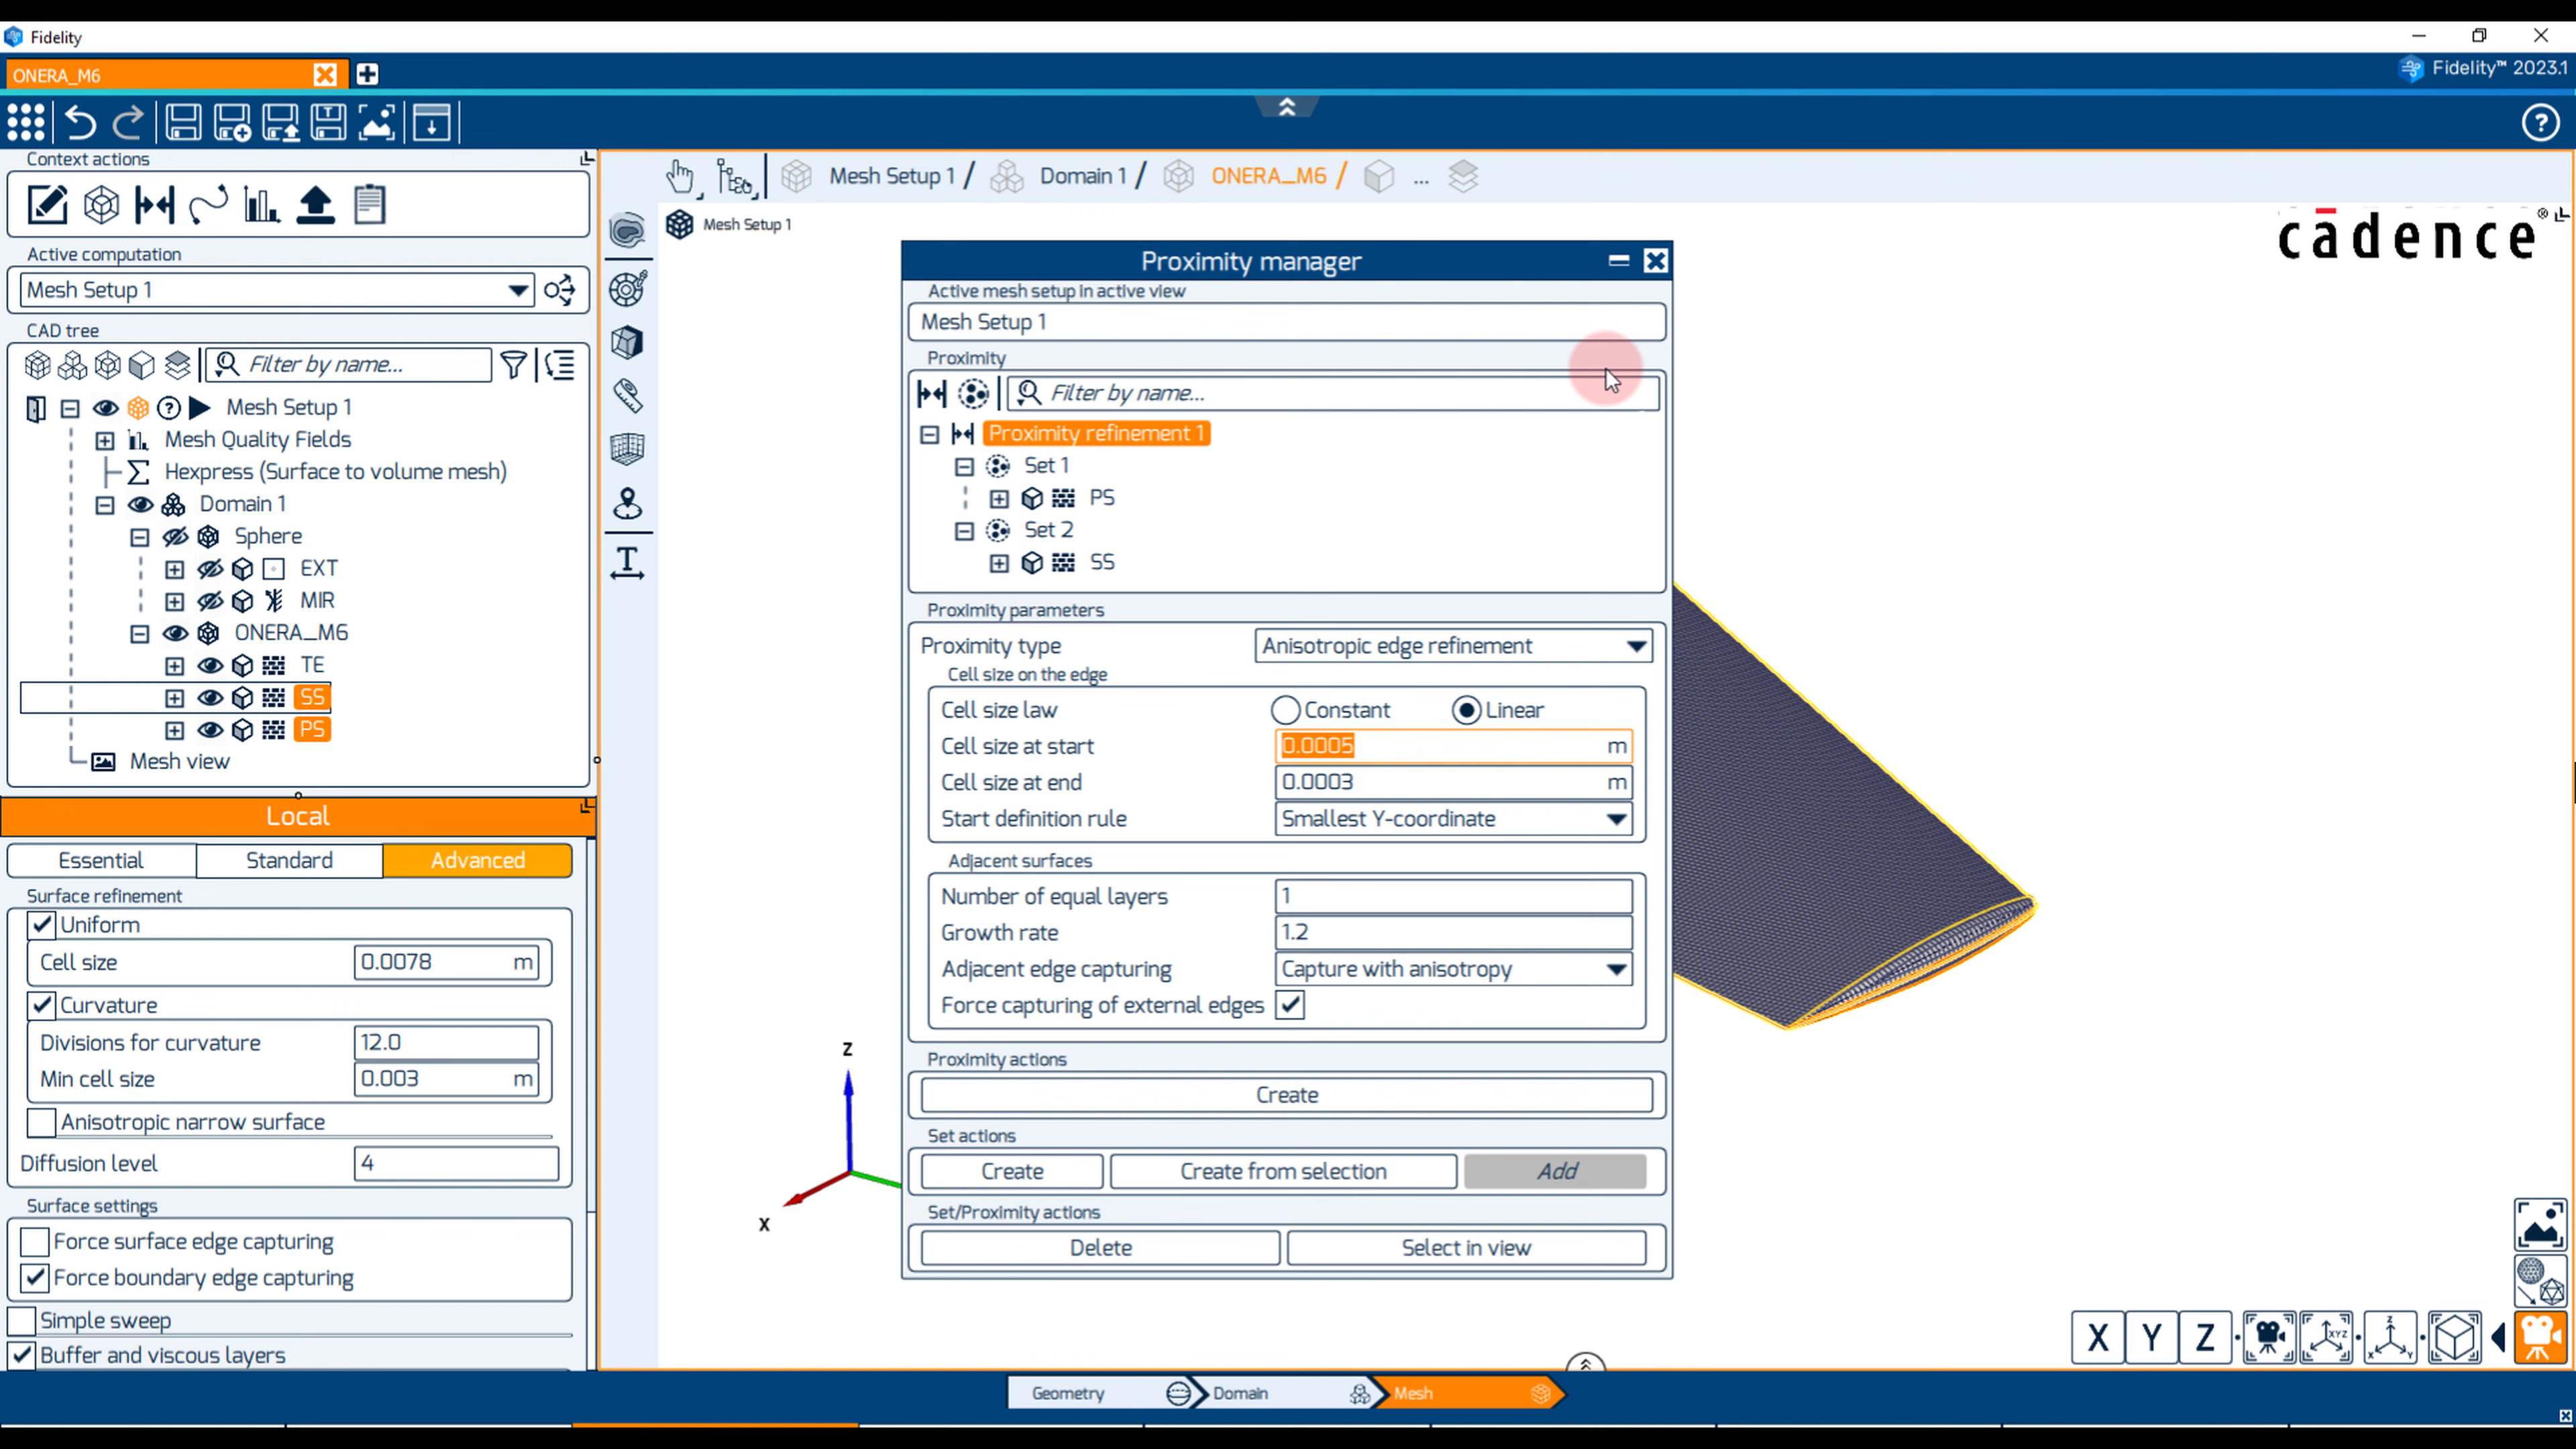 Fidelity
ONERA_M6
Fidelity™ 2023.1
Context actions
Active computation
Mesh Setup 1
CAD tree
Filter by name...
Mesh Setup 1
Mesh Quality Fields
Hexpress (Surface to volume mesh)
Domain 1
Sphere
EXT
MIR
ONERA_M6
TE
SS
PS
Mesh view
Local
Essential Standard Advanced
Surface refinement
Uniform
Cell size 0.0078 m
Curvature
Divisions for curvature 12.0
Min cell size 0.003 m
Anisotropic narrow surface
Diffusion level 4
Surface settings
Force surface edge capturing
Force boundary edge capturing
Simple sweep
Buffer and viscous layers
Mesh Setup 1 / Domain 1 / ONERA_M6 / ...
Mesh Setup 1
cādence®
Proximity manager
Active mesh setup in active view
Mesh Setup 1
Proximity
Filter by name...
Proximity refinement 1
Set 1
PS
Set 2
SS
Proximity parameters
Proximity type Anisotropic edge refinement
Cell size on the edge
Cell size law Constant Linear
Cell size at start 0.0005 m
Cell size at end 0.0003 m
Start definition rule Smallest Y-coordinate
Adjacent surfaces
Number of equal layers 1
Growth rate 1.2
Adjacent edge capturing Capture with anisotropy
Force capturing of external edges
Proximity actions
Create
Set actions
Create Create from selection Add
Set/Proximity actions
Delete Select in view
Z
X
X Y Z
Geometry Domain Mesh